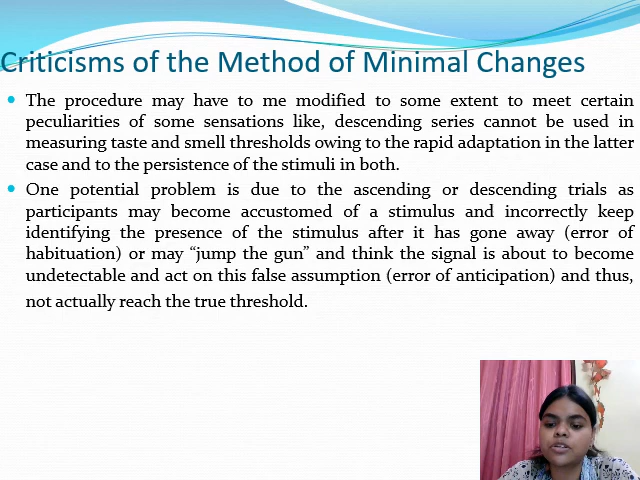 Criticisms of the Method of Minimal Changes
The procedure may have to me modified to some extent to meet certain
peculiarities of some sensations like, descending series cannot be used in
measuring taste and smell thresholds owing to the rapid adaptation in the latter
case and to the persistence of the stimuli in both.
One potential problem is due to the ascending or descending trials as
participants may become accustomed of a stimulus and incorrectly keep
identifying the presence of the stimulus after it has gone away (error of
habituation) or may “jump the gun” and think the signal is about to become
undetectable and act on this false assumption (error of anticipation) and thus,
not actually reach the true threshold.